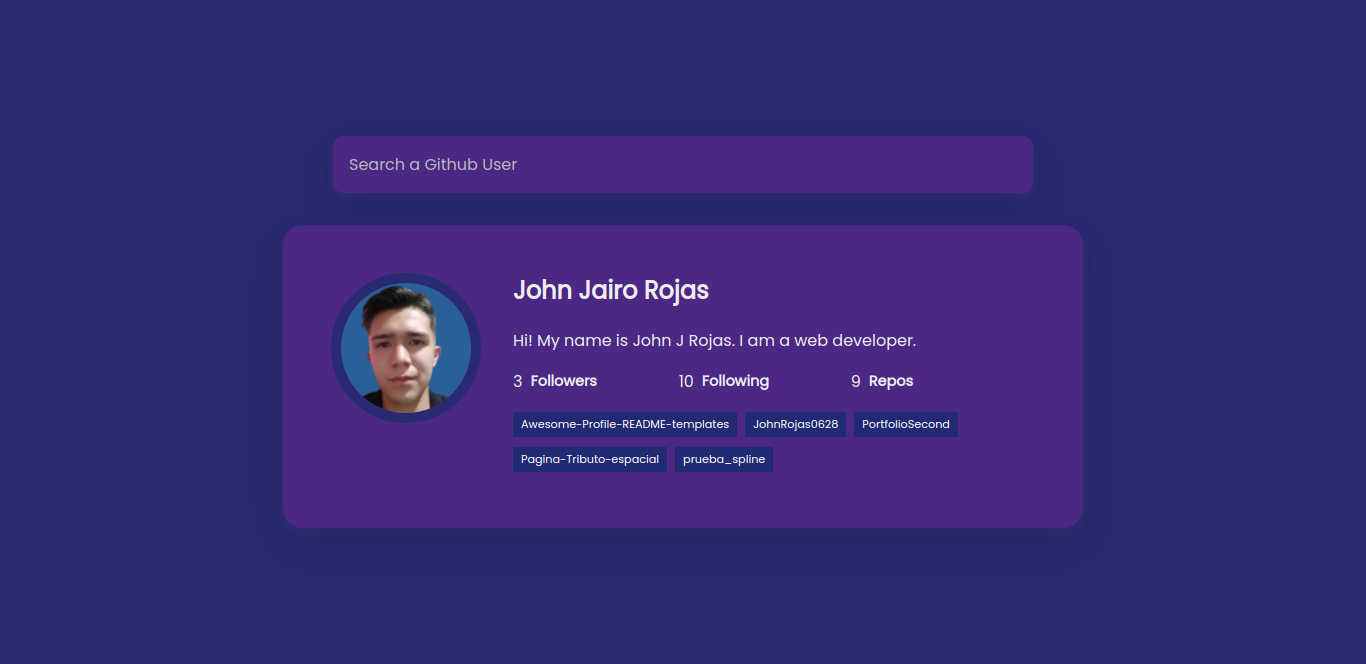 Search a Github User
John Jairo Rojas
Hi! My name is John J Rojas. I am a web developer.
3 Followers 10 Following 9 Repos
Awesome-Profile-README-templates JohnRojas0628 PortfolioSecond
Pagina-Tributo-espacial prueba_spline